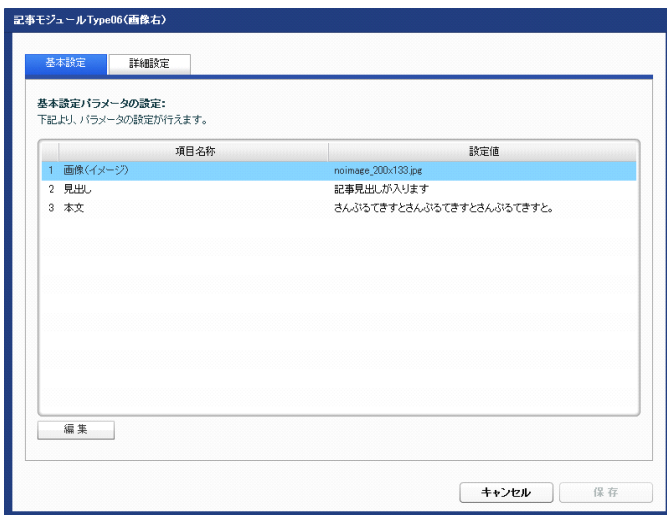 記事モジュールType06(画像右)
基本設定 詳細設定
基本設定パラメータの設定:
下記より、パラメータの設定が行えます。
項目名称 設定値
1 画像(イメージ) noimage_200x133.jpg
2 見出し 記事見出しが入ります
3 本文 さんぷるてきすとさんぷるてきすとさんぷるてきすと。
編集
キャンセル 保存